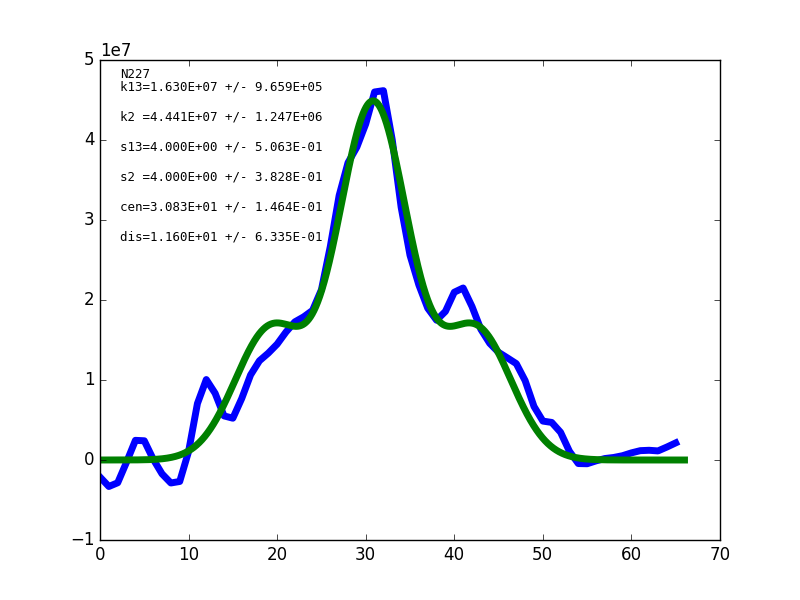 1e7
5
4
3
2
1
0
−1
N227
k13=1.630E+07 +/- 9.659E+05
k2 =4.441E+07 +/- 1.247E+06
s13=4.000E+00 +/- 5.063E-01
s2 =4.000E+00 +/- 3.828E-01
cen=3.083E+01 +/- 1.464E-01
dis=1.160E+01 +/- 6.335E-01
0 10 20 30 40 50 60 70